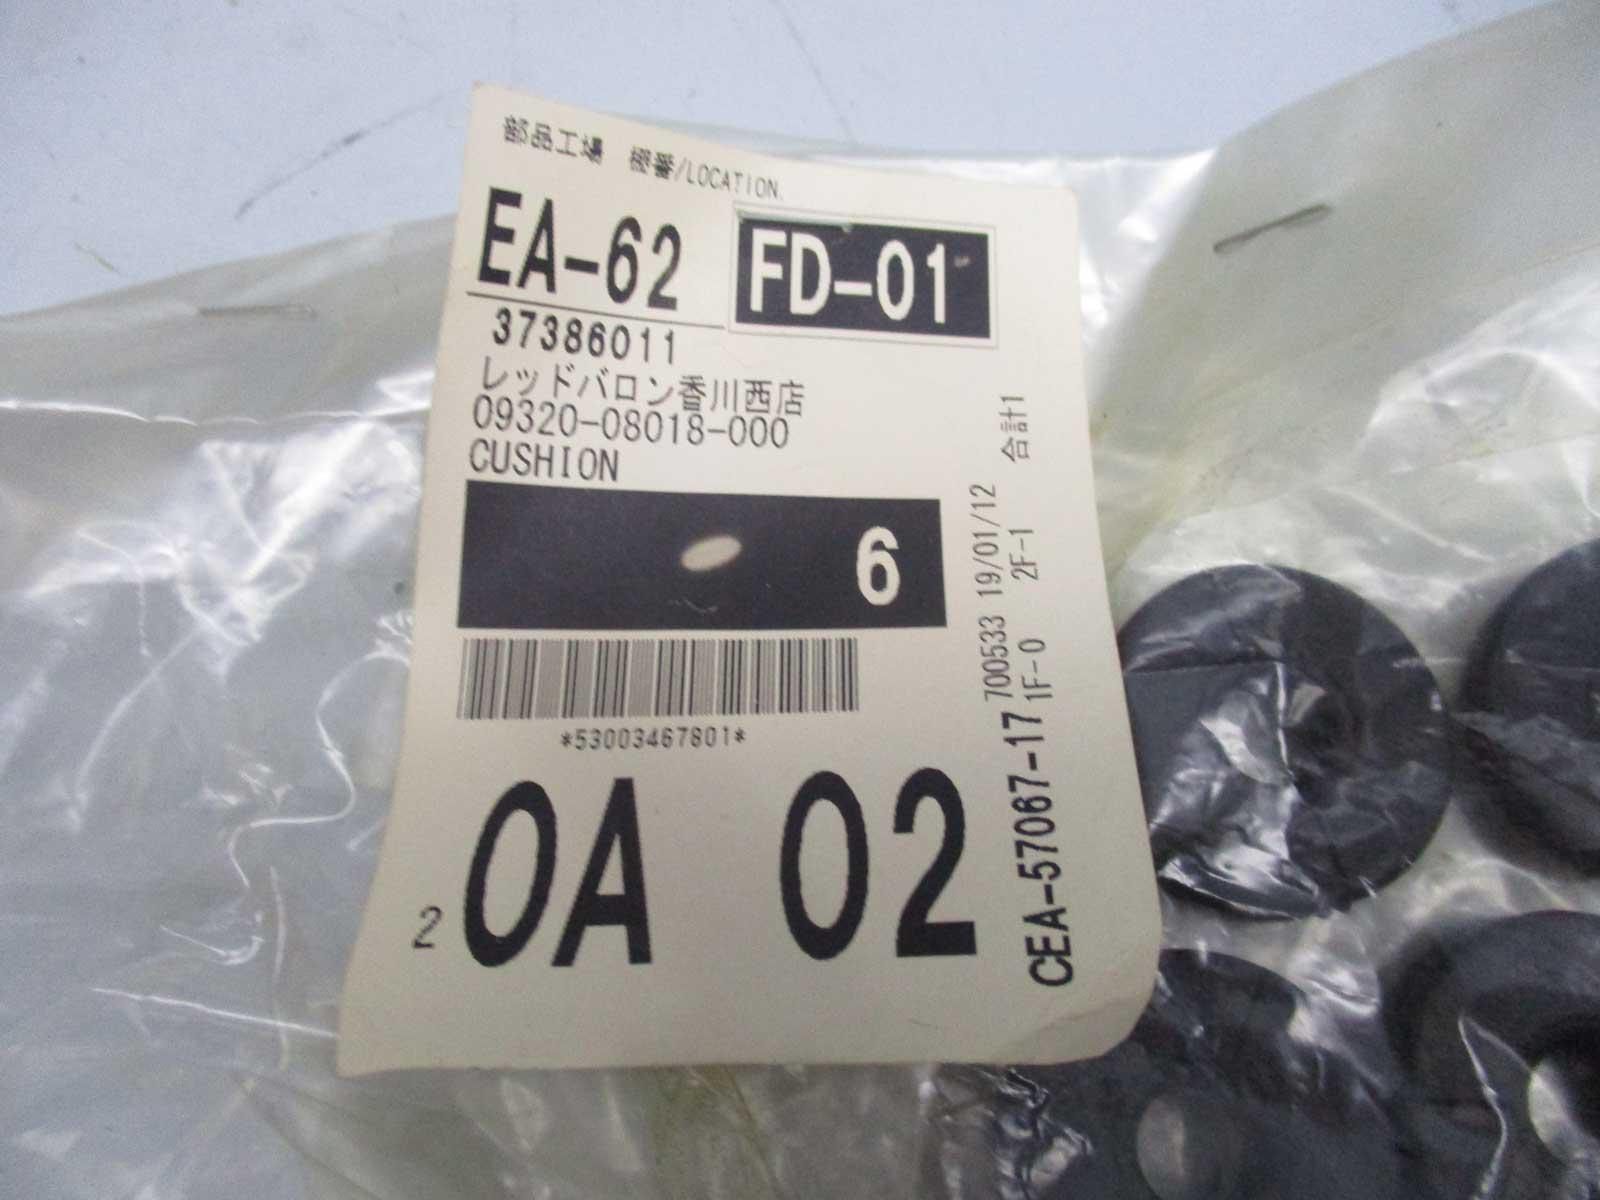 部品工場 棚番/LOCATION.
EA-62 FD-01
37386011
レッドバロン香川西店
09320-08018-000
CUSHION
6
*53003467801*
2 0A 02
CEA-57067-17 1F-0 2F-1 合計1
700533 19/01/12